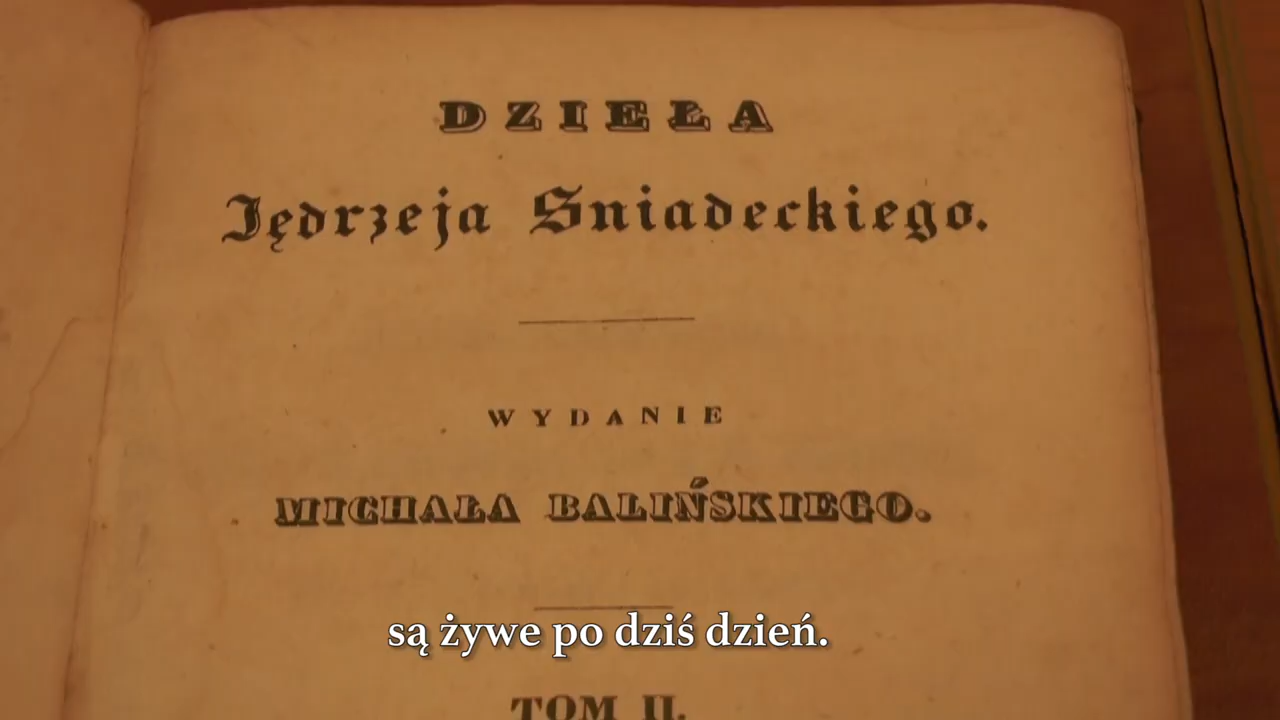 DZIEŁA
Jędrzeja Sniadeckiego.
WYDANIE
MICHAŁA BALIŃSKIEGO.
są żywe po dziś dzień.
TOM II.